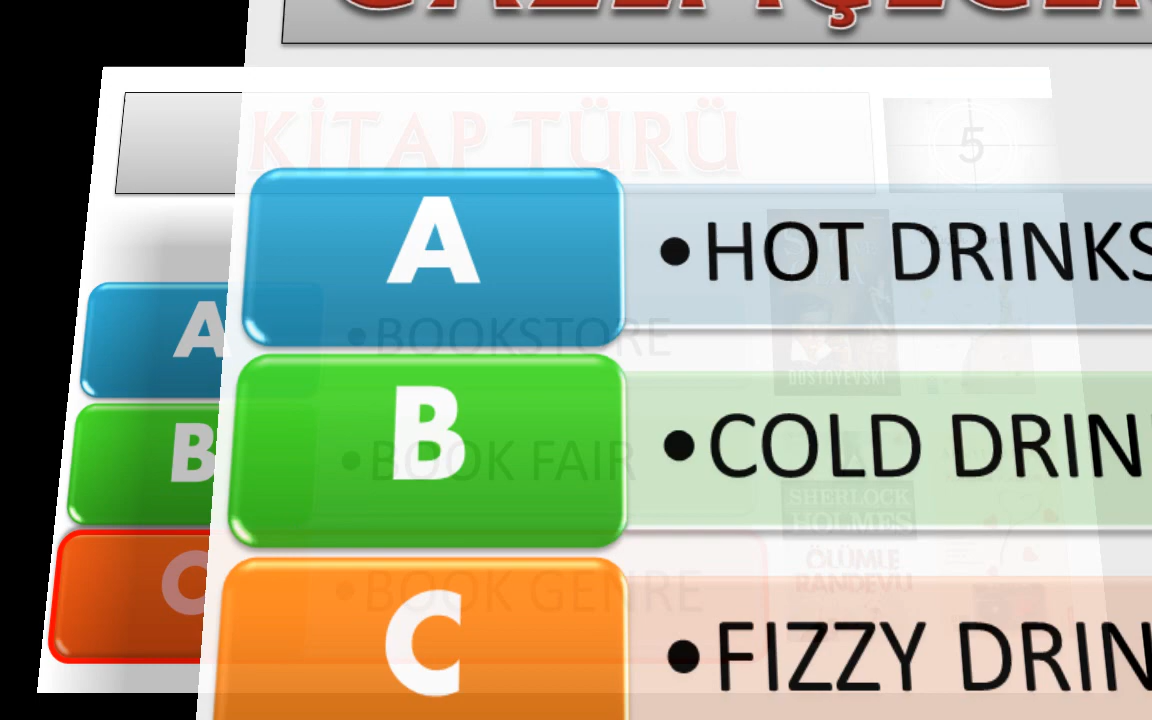 KİTAP TÜRÜ
5
A
•HOT DRINKS
A
•BOOKSTORE
DOSTOYEVSKI
B
•COLD DRIN
B
•BOOK FAIR
SHERLOCK
HOLMES
ÖLÜMLE
RANDEVU
C
•BOOK GENRE
C
•FIZZY DRIN